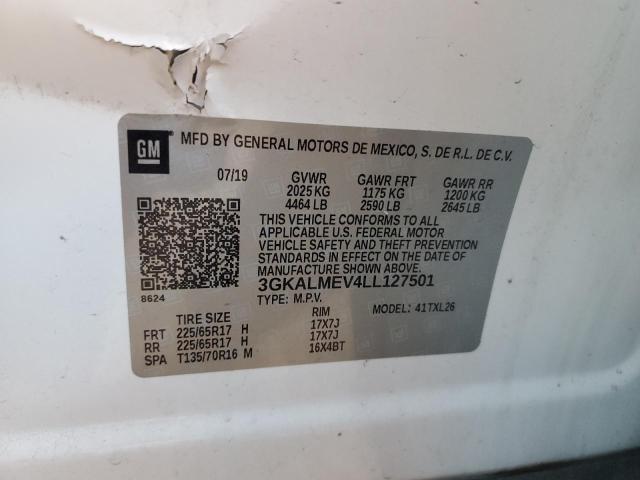 GM
MFD BY GENERAL MOTORS DE MEXICO, S. DE R.L. DE C.V.
07/19 GVWR GAWR FRT GAWR RR
2025 KG 1175 KG 1200 KG
4464 LB 2590 LB 2645 LB
THIS VEHICLE CONFORMS TO ALL
APPLICABLE U.S. FEDERAL MOTOR
VEHICLE SAFETY AND THEFT PREVENTION
STANDARDS IN EFFECT ON THE DATE OF
MANUFACTURE SHOWN ABOVE.
3GKALMEV4LL127501
8624
TYPE: M.P.V. MODEL: 41TXL26
TIRE SIZE RIM
FRT 225/65R17 H 17X7J
RR 225/65R17 H 17X7J
SPA T135/70R16 M 16X4BT